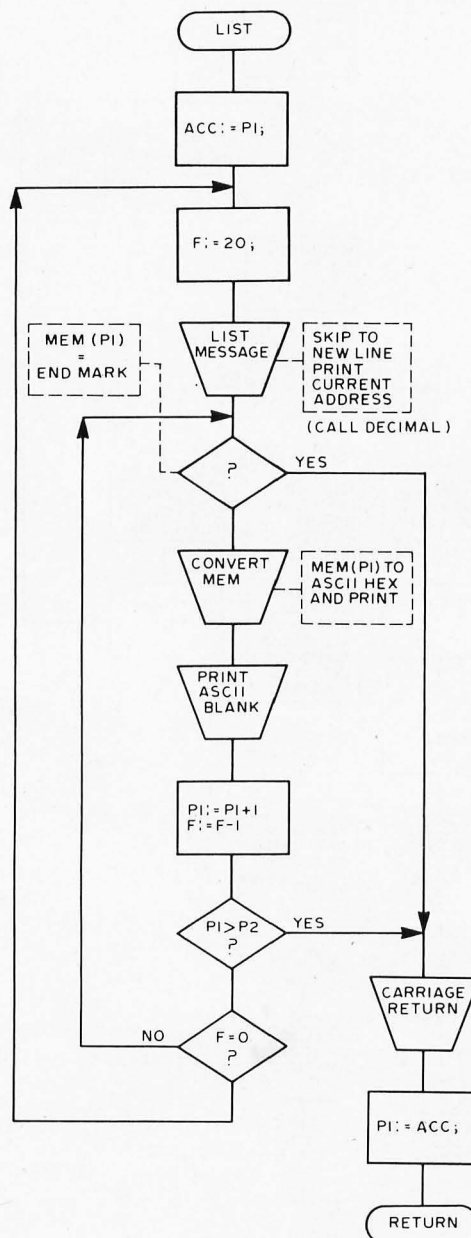 LIST
ACC:=P1;
F:=20;
LIST
MESSAGE
SKIP TO
NEW LINE
PRINT
CURRENT
ADDRESS
(CALL DECIMAL)
MEM (P1)
=
END MARK
?
YES
CONVERT
MEM
MEM(P1) TO
ASCII HEX
AND PRINT
PRINT
ASCII
BLANK
P1:=P1+1
F:=F-1
P1>P2
?
YES
F=0
?
NO
CARRIAGE
RETURN
P1:=ACC;
RETURN